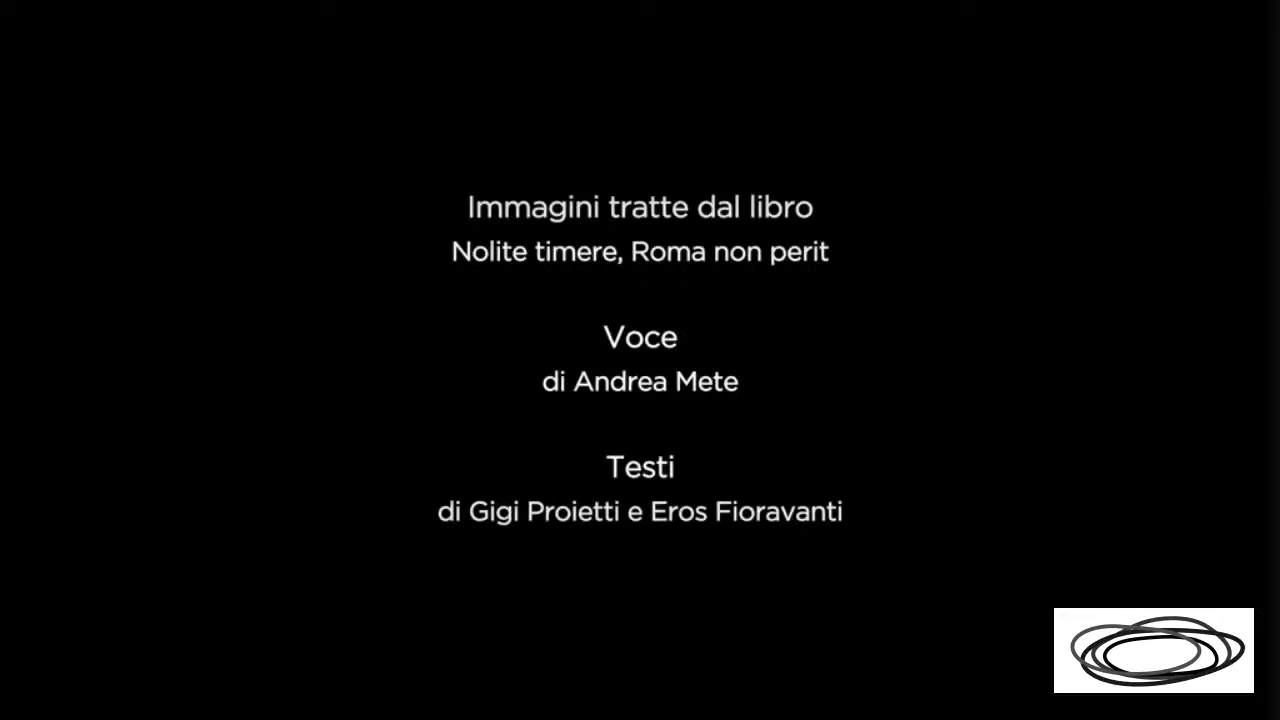 Immagini tratte dal libro
Nolite timere, Roma non perit
Voce
di Andrea Mete
Testi
di Gigi Proietti e Eros Fioravanti